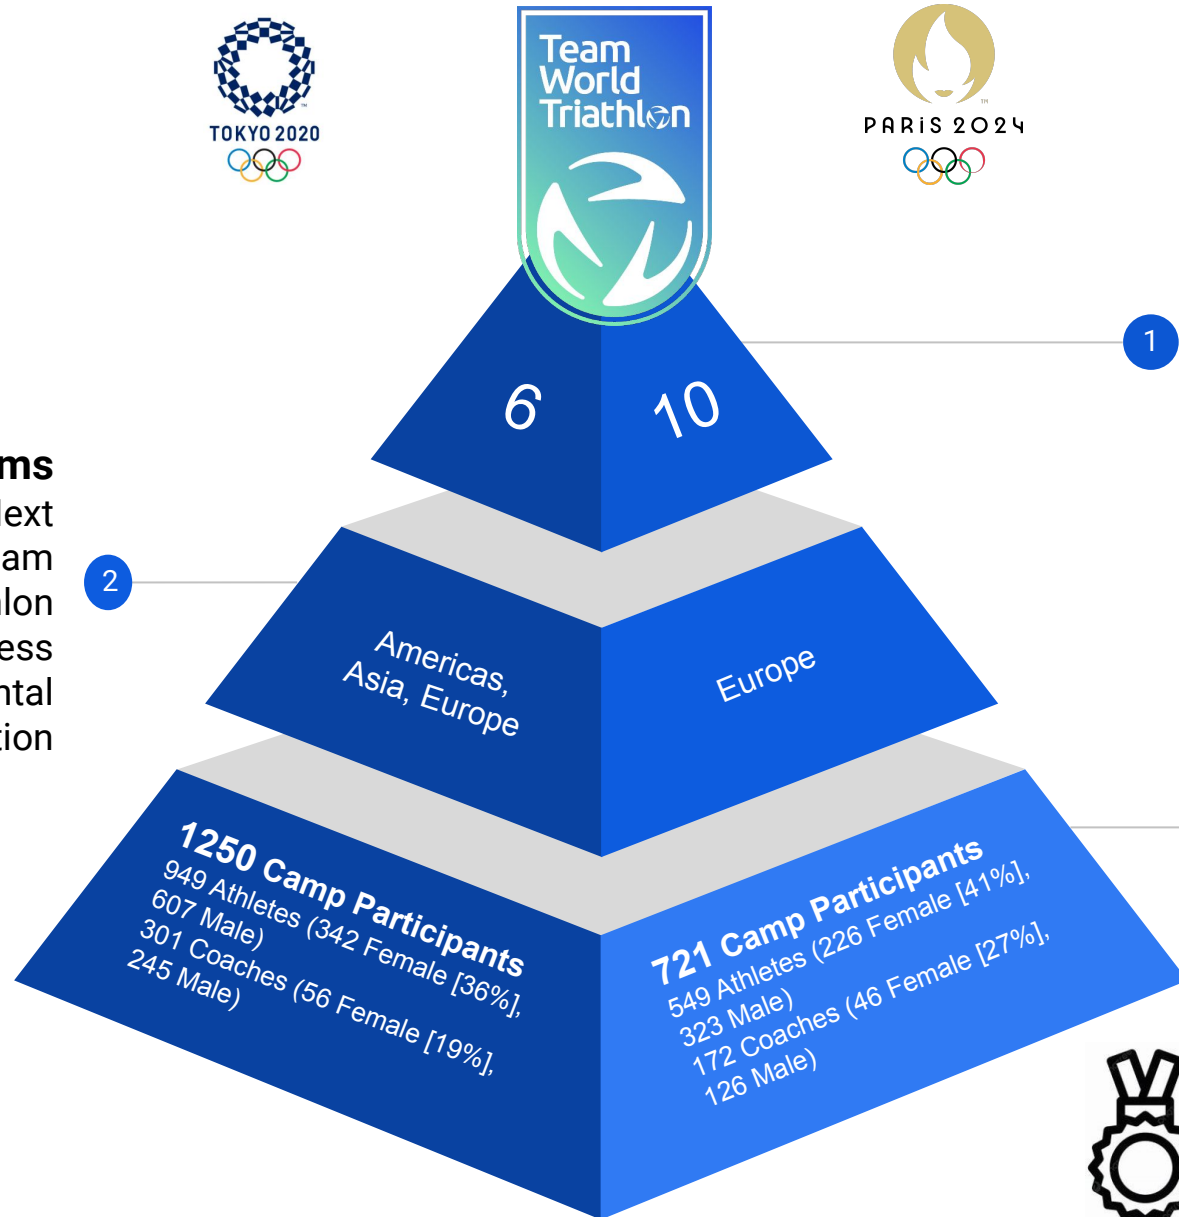 TOKYO 2020
Team
World
Triathlon
PARIS 2024
6
10
1
ms
ext
am
lon
ess
ntal
tion
2
Americas,
Asia, Europe
Europe
1250 Camp Participants
949 Athletes (342 Female [36%],
607 Male)
301 Coaches (56 Female [19%],
245 Male)
721 Camp Participants
549 Athletes (226 Female [41%],
323 Male)
172 Coaches (46 Female [27%],
126 Male)